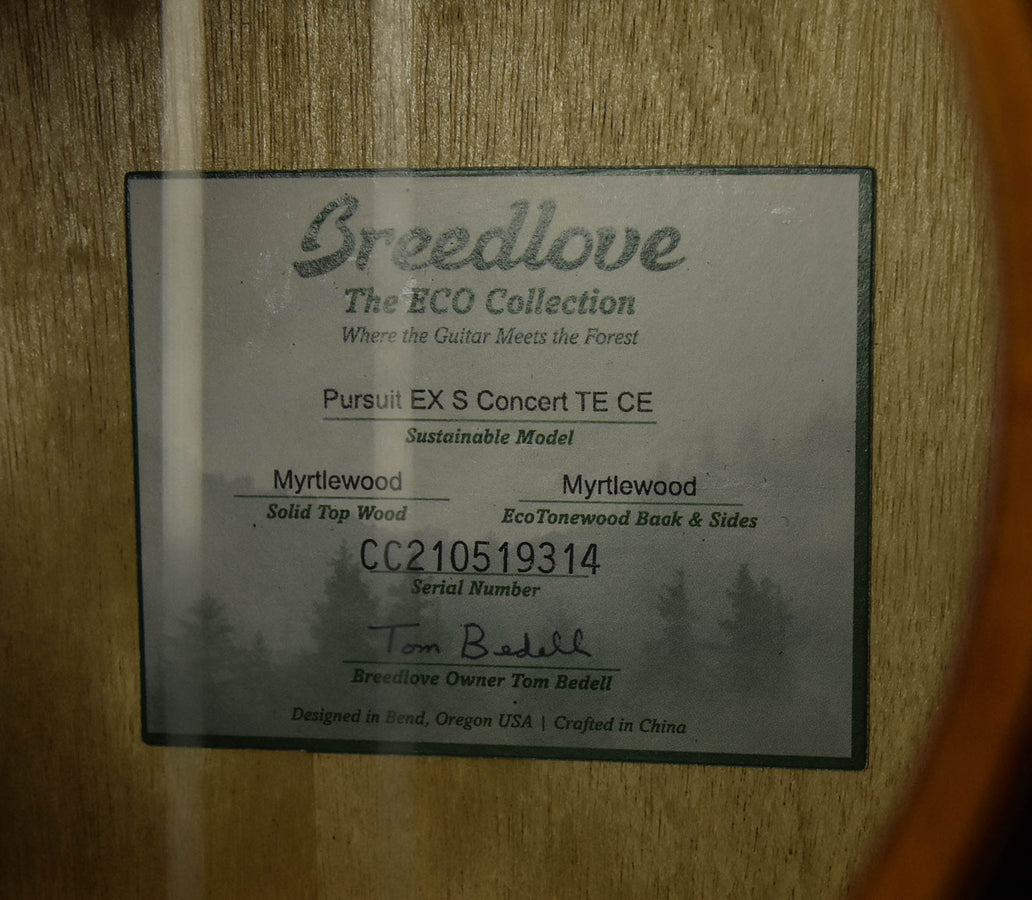 Breedlove
The ECO Collection
Where the Guitar Meets the Forest
Pursuit EX S Concert TE CE
Sustainable Model
Myrtlewood
Solid Top Wood
Myrtlewood
EcoTonewood Back & Sides
CC210519314
Serial Number
Tom Bedell
Breedlove Owner Tom Bedell
Designed in Bend, Oregon USA | Crafted in China